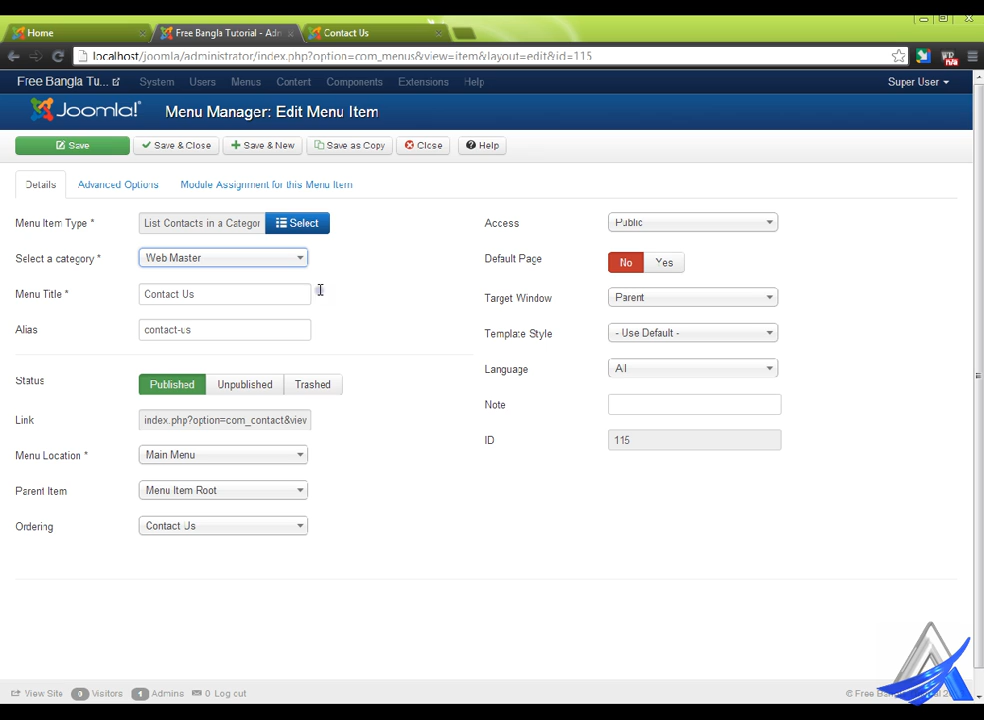 Home
Free Bangla Tutorial - Adm
Contact Us
localhost/joomla/administrator/index.php?option=com_menus&view=item&layout=edit&id=115
Free Bangla Tu... System Users Menus Content Components Extensions Help Super User
Joomla! Menu Manager: Edit Menu Item
Save Save & Close Save & New Save as Copy Close Help
Details Advanced Options Module Assignment for this Menu Item
Menu Item Type * List Contacts in a Categor Select
Access Public
Select a category * Web Master
Default Page No Yes
Menu Title * Contact Us
Target Window Parent
Alias contact-us
Template Style - Use Default -
Language All
Status Published Unpublished Trashed
Note
Link index.php?option=com_contact&view
ID 115
Menu Location * Main Menu
Parent Item Menu Item Root
Ordering Contact Us
View Site 0 Visitors 1 Admins 0 Log out